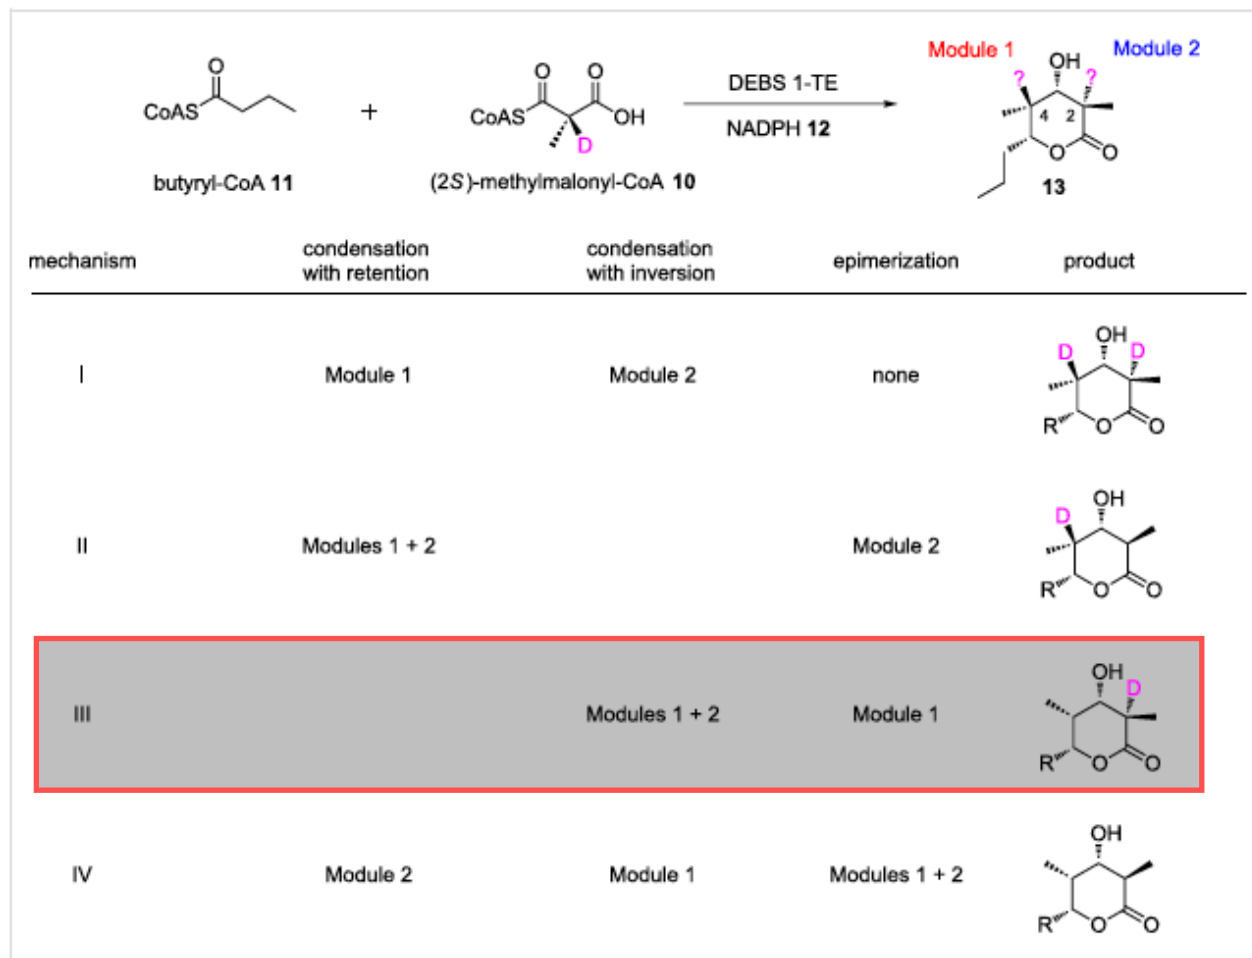 Module 1
OH
Module 2
?
?
O
CoAS
+
O
O
CoAS
OH
D
DEBS 1-TE
NADPH 12
4
2
O
O
butyryl-CoA 11
(2S)-methylmalonyl-CoA 10
13
mechanism
condensation
with retention
condensation
with inversion
epimerization
product
I
Module 1
Module 2
none
OH
D
D
R
O
O
II
Modules 1 + 2
Module 2
OH
D
R
O
O
III
Modules 1 + 2
Module 1
OH
D
R
O
O
IV
Module 2
Module 1
Modules 1 + 2
OH
R
O
O